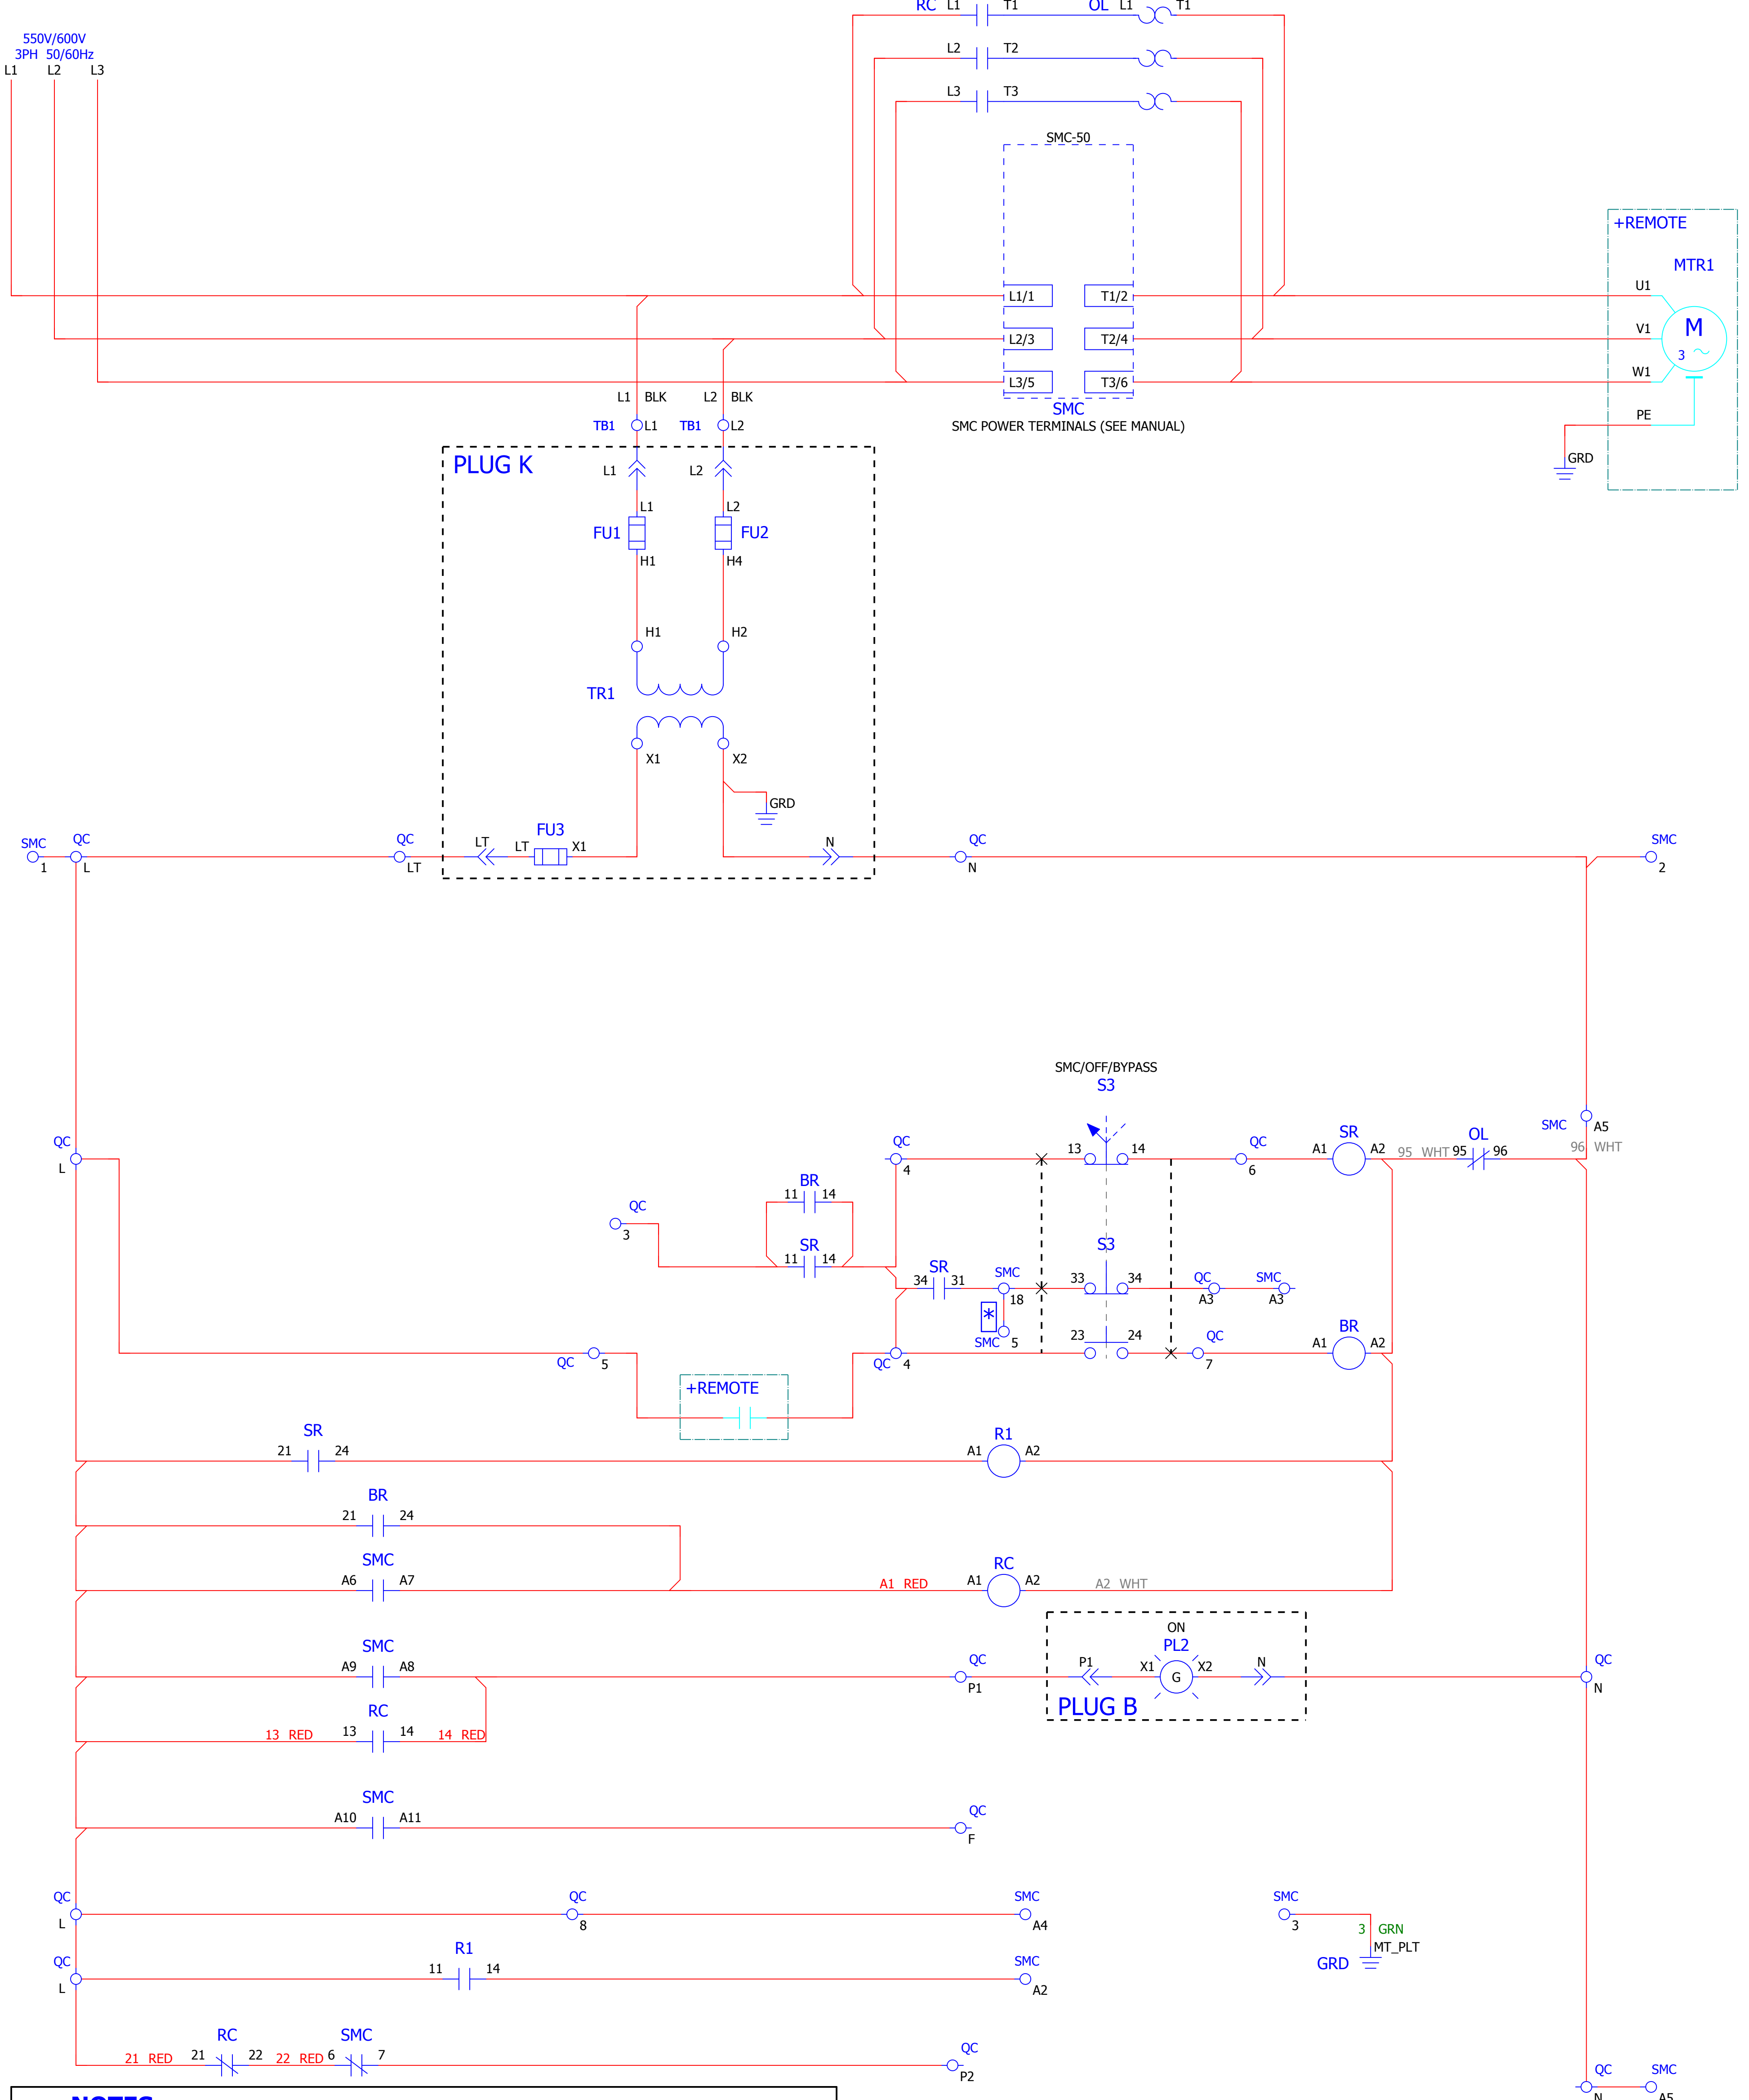 RC L1 T1 OL L1 T1
550V/600V
3PH 50/60Hz
L1 L2 L3
L2 T2
L3 T3
SMC-50
+REMOTE
MTR1
U1
L1/1 T1/2
M
3
V1
L2/3 T2/4
W1
L3/5 T3/6
L1 BLK L2 BLK
SMC
PE
TB1 L1 TB1 L2
SMC POWER TERMINALS (SEE MANUAL)
PLUG K
GRD
L1 L2
L1 L2
FU1 FU2
H1 H4
H1 H2
TR1
X1 X2
GRD
SMC QC QC FU3 QC SMC
LT LT X1 N
1 L LT N 2
SMC/OFF/BYPASS
S3
SMC A5
QC QC 13 14 QC SR OL 96 WHT
A1 A2 95 WHT 95 96
L 4 6
BR
11 14
QC
3
SR S3
11 14
SR SMC QC SMC
34 31 33 34
18 A3 A3
*
SMC 5
23 24 QC BR
A1 A2
QC 5 QC 4 7
+REMOTE
SR R1
21 24 A1 A2
BR
21 24
SMC RC
A6 A7 A1 RED A1 A2 A2 WHT
ON
SMC PL2
A9 A8 QC P1 X1 G X2 N QC
P1 N
PLUG B
RC
13 RED 13 14 14 RED
SMC
A10 A11 QC
F
QC QC SMC SMC
L 8 A4 3
3 GRN
MT_PLT
GRD
QC R1 SMC
11 14
L A2
RC SMC
21 RED 21 22 22 RED 6 7 QC
P2
QC SMC
N A5
NOTES